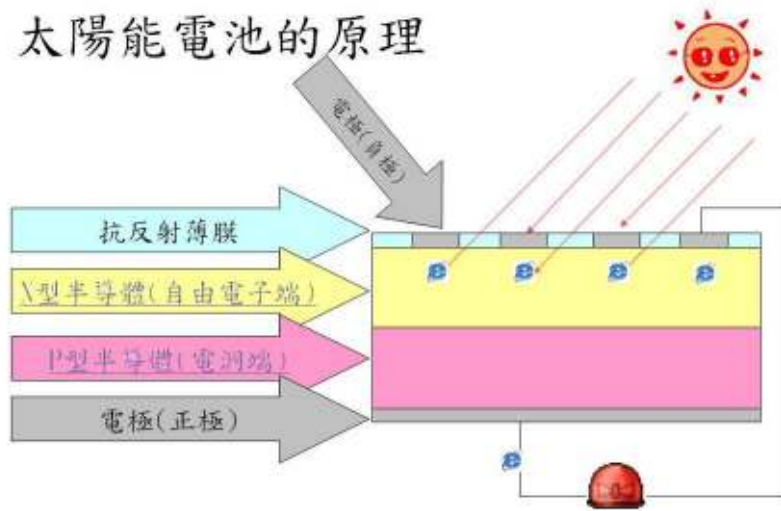 太陽能電池的原理
電極(負極)
抗反射薄膜
N型半導體(自由電子端)
P型半導體(電洞端)
電極(正極)